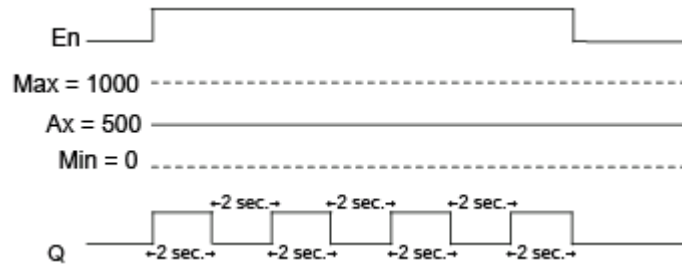 En
Max = 1000
Ax = 500
Min = 0
←2 sec.→ ←2 sec.→ ←2 sec.→
Q ←2 sec.→ ←2 sec.→ ←2 sec.→ ←2 sec.→